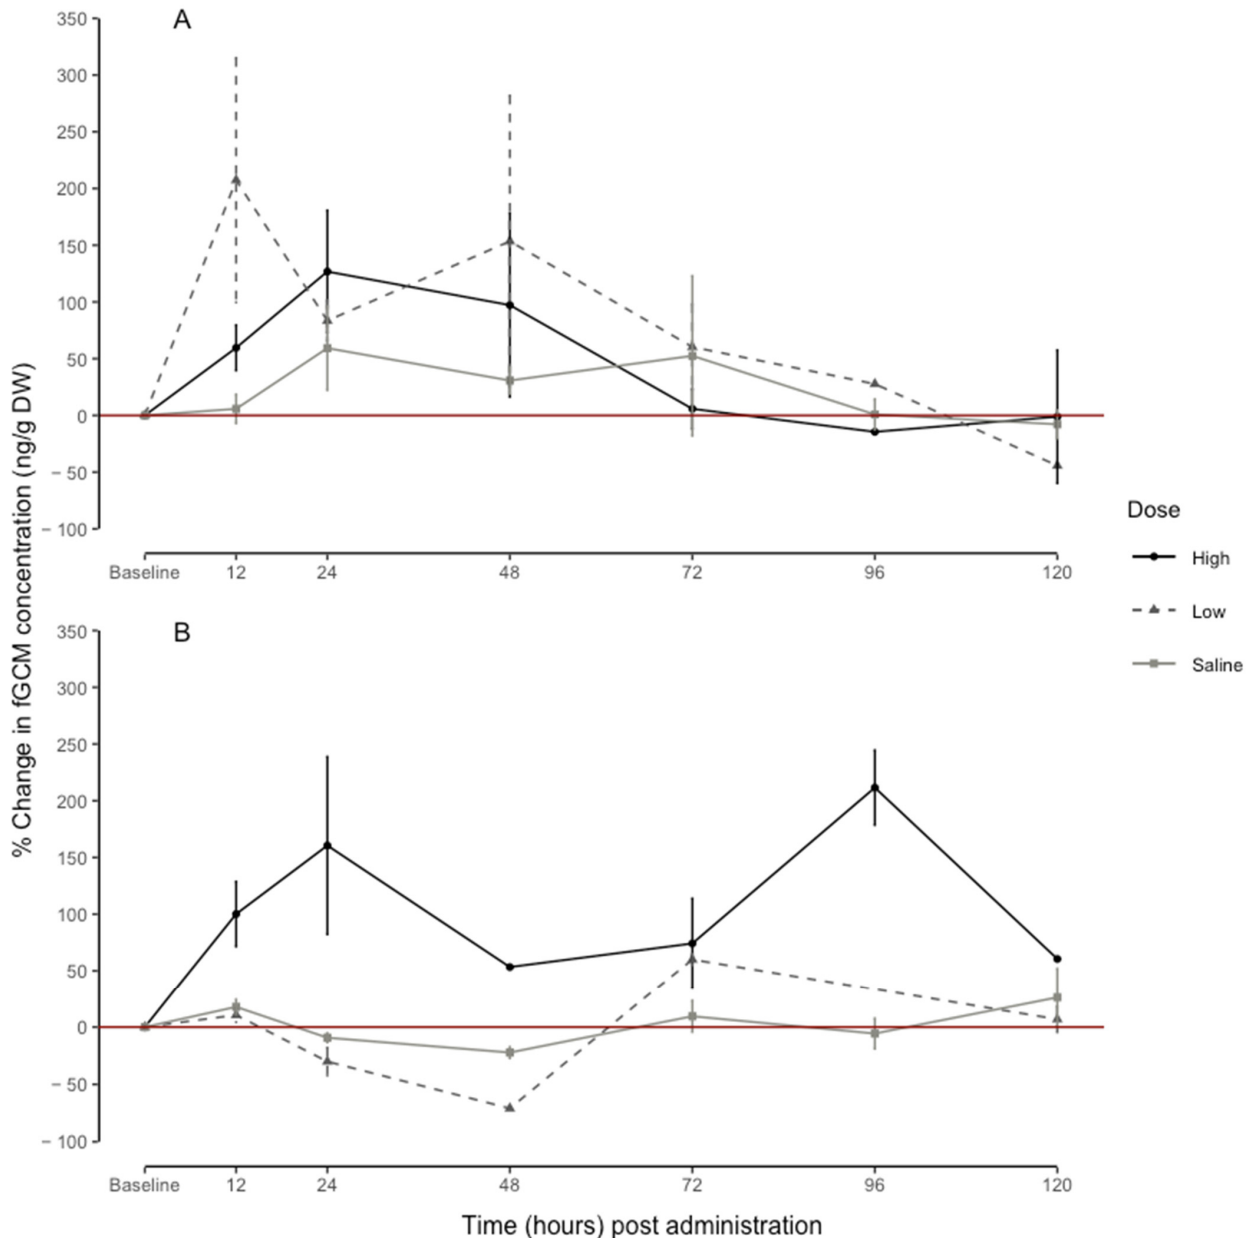 A
350
300
250
200
150
100
50
0
− 50
− 100
Baseline 12 24 48 72 96 120
% Change in fGCM concentration (ng/g DW)
Dose
High
Low
Saline
B
350
300
250
200
150
100
50
0
− 50
− 100
Baseline 12 24 48 72 96 120
Time (hours) post administration